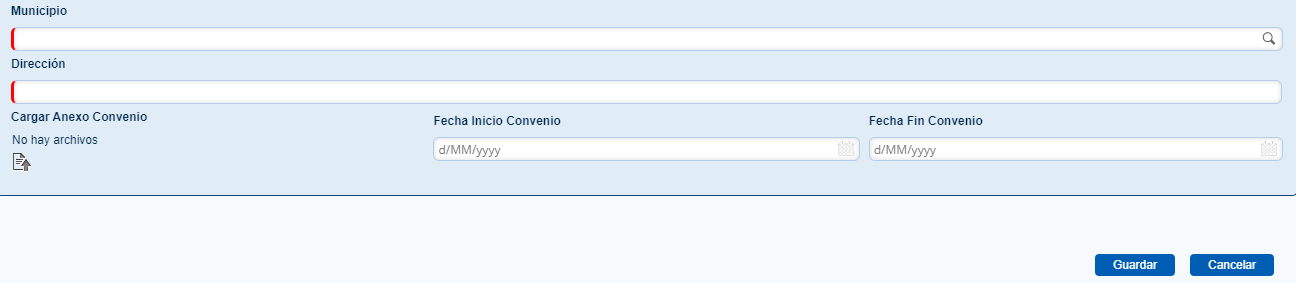 Municipio
Dirección
Cargar Anexo Convenio
Fecha Inicio Convenio
Fecha Fin Convenio
No hay archivos
d/MM/yyyy
d/MM/yyyy
Guardar
Cancelar